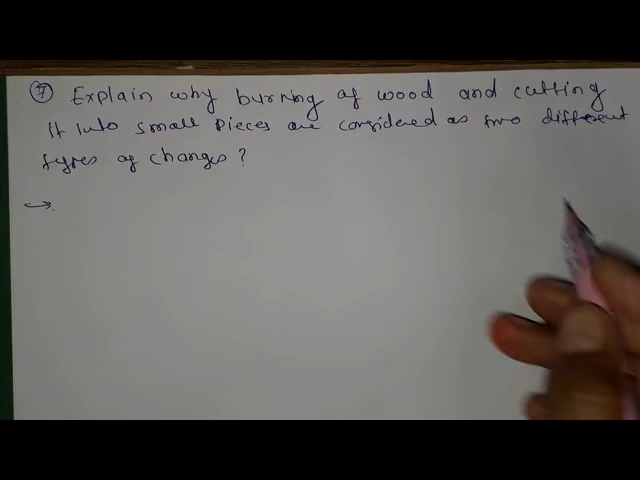 ⑦ Explain why burning of wood and cutting
it into small pieces are considered as two different
types of changes?
→